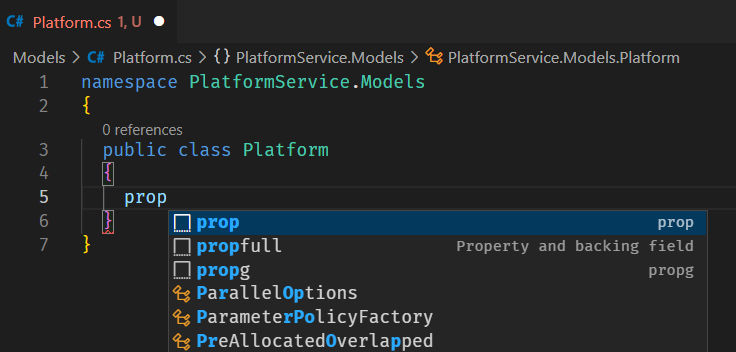 C# Platform.cs 1, U
Models > C# Platform.cs > {} PlatformService.Models > PlatformService.Models.Platform
1 namespace PlatformService.Models
2 {
0 references
3 public class Platform
4 {
5 prop
6 }
7 }
prop prop
propfull Property and backing field
propg propg
ParallelOptions
ParameterPolicyFactory
PreAllocatedOverlapped